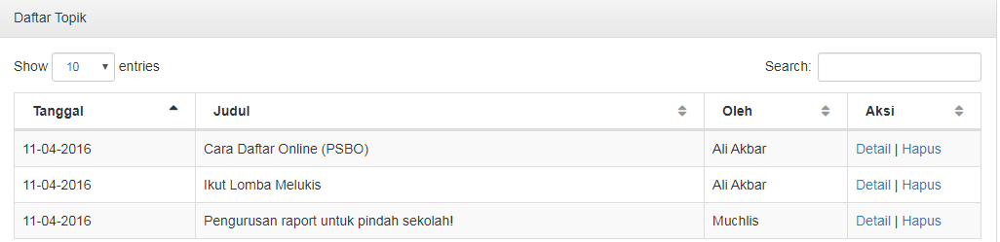 Daftar Topik
Show 10 entries Search:
Tanggal Judul Oleh Aksi
11-04-2016 Cara Daftar Online (PSBO) Ali Akbar Detail | Hapus
11-04-2016 Ikut Lomba Melukis Ali Akbar Detail | Hapus
11-04-2016 Pengurusan raport untuk pindah sekolah! Muchlis Detail | Hapus